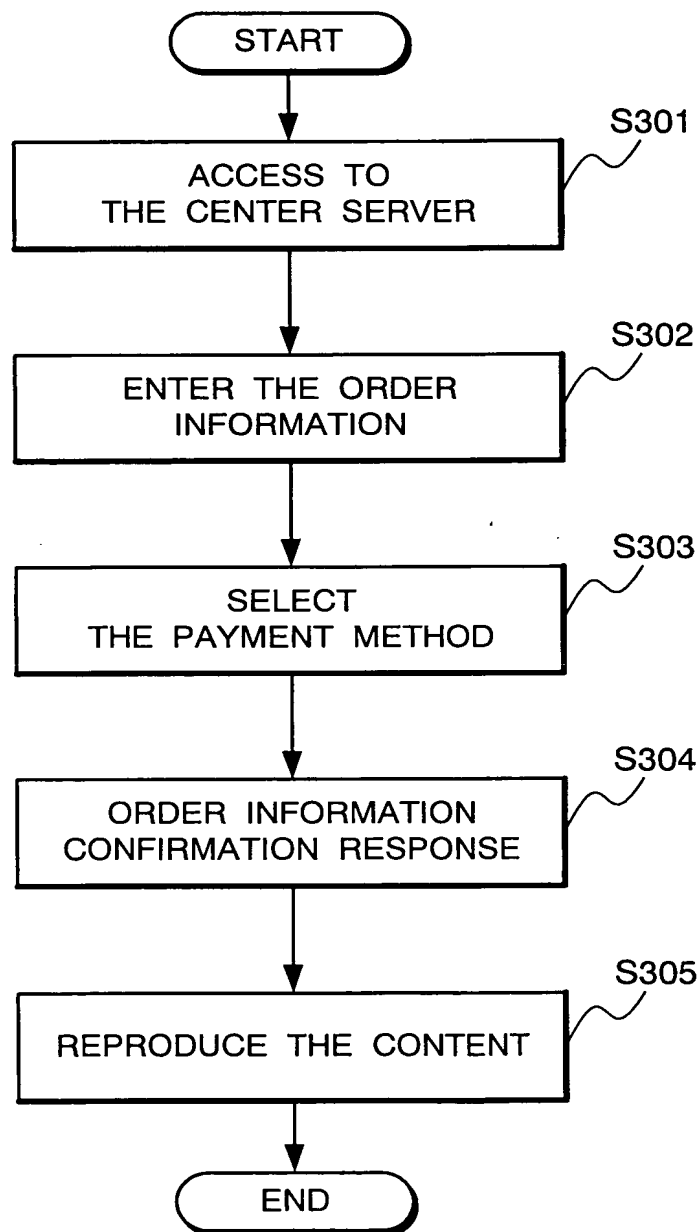 START
S301
ACCESS TO
THE CENTER SERVER
S302
ENTER THE ORDER
INFORMATION
S303
SELECT
THE PAYMENT METHOD
S304
ORDER INFORMATION
CONFIRMATION RESPONSE
S305
REPRODUCE THE CONTENT
END